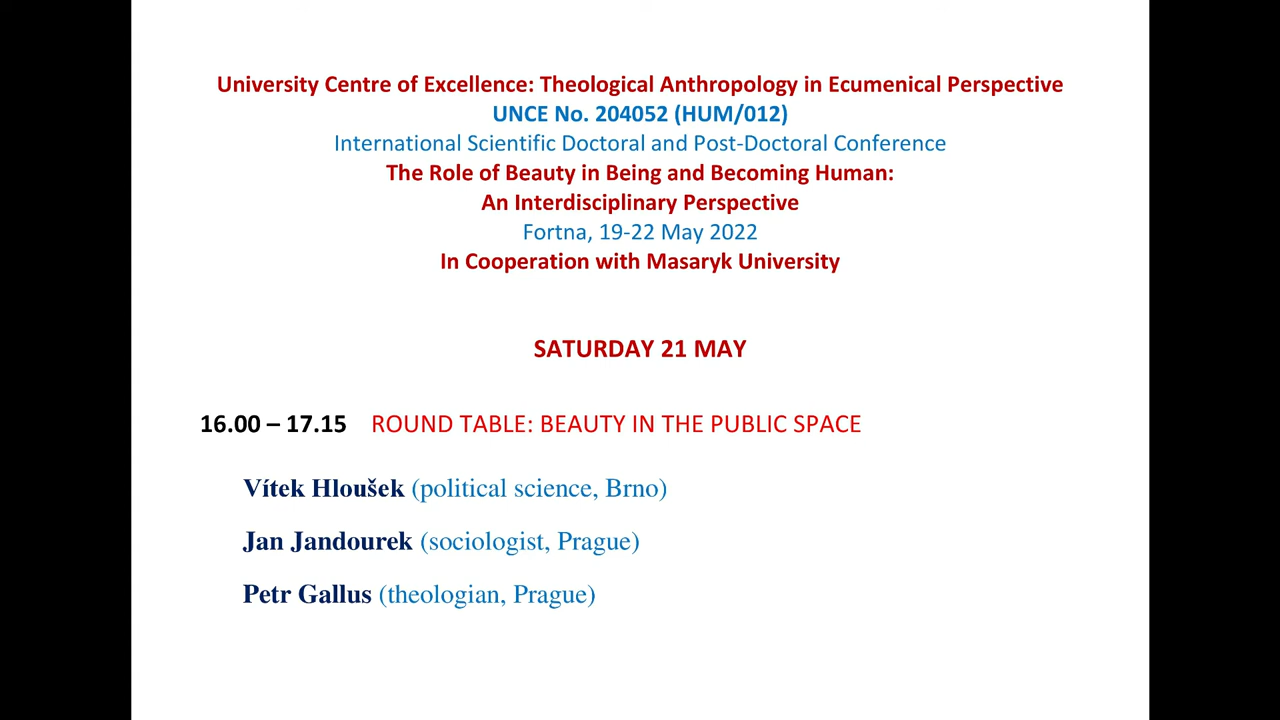 University Centre of Excellence: Theological Anthropology in Ecumenical Perspective
UNCE No. 204052 (HUM/012)
International Scientific Doctoral and Post-Doctoral Conference
The Role of Beauty in Being and Becoming Human:
An Interdisciplinary Perspective
Fortna, 19-22 May 2022
In Cooperation with Masaryk University
SATURDAY 21 MAY
16.00 – 17.15 ROUND TABLE: BEAUTY IN THE PUBLIC SPACE
Vítek Hloušek (political science, Brno)
Jan Jandourek (sociologist, Prague)
Petr Gallus (theologian, Prague)